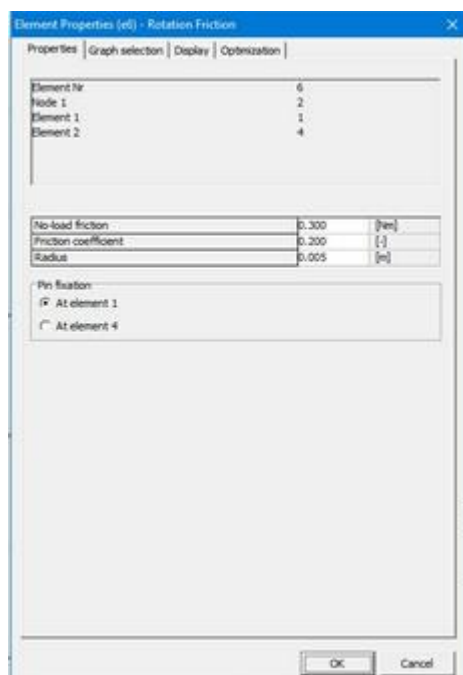 Element Properties (e6) - Rotation Friction
Properties Graph selection Display Optimization
Element Nr 6
Node 1 2
Element 1 1
Element 2 4
No-load friction 0.300 [Nm]
Friction coefficient 0.200 [-]
Radius 0.005 [m]
Pin fixation
At element 1
At element 4
OK Cancel